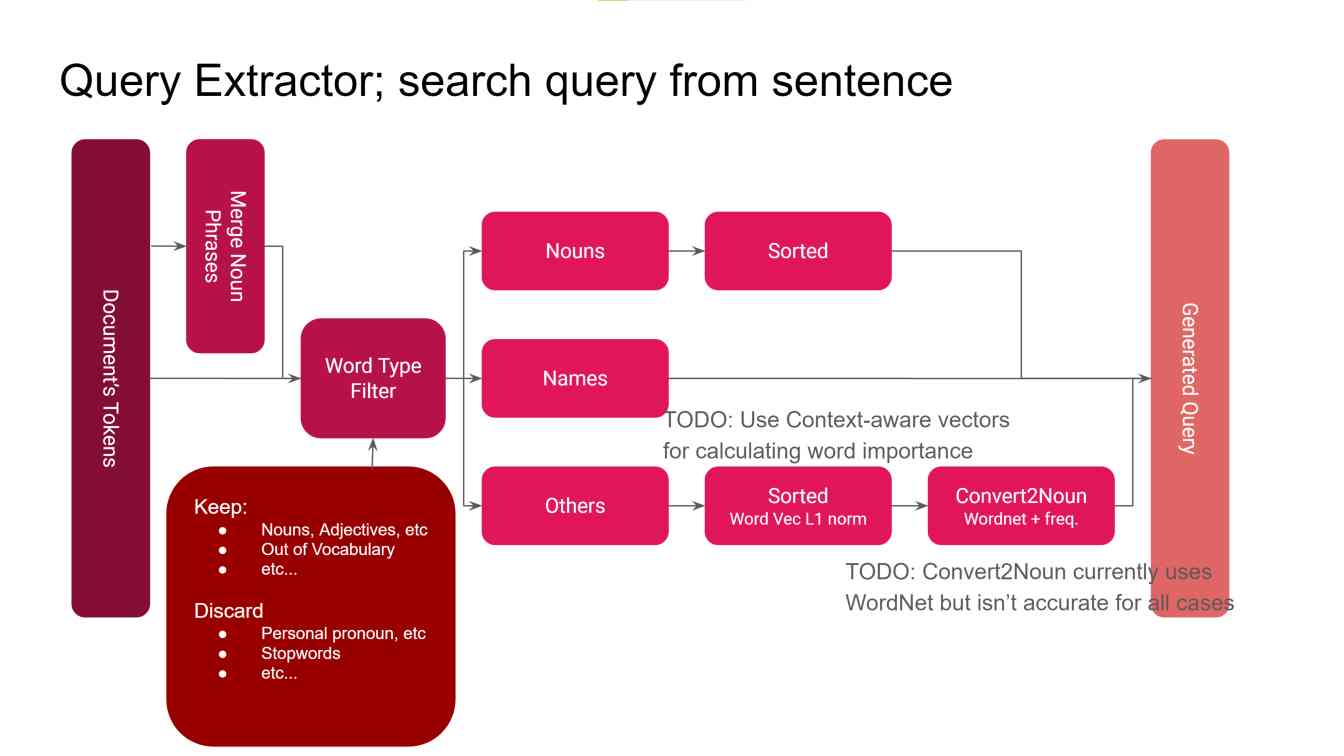 Query Extractor; search query from sentence
Document's Tokens
Merge Noun
Phrases
Word Type
Filter
Keep:
● Nouns, Adjectives, etc
● Out of Vocabulary
● etc...
Discard
● Personal pronoun, etc
● Stopwords
● etc...
Nouns
Sorted
Names
TODO: Use Context-aware vectors
for calculating word importance
Others
Sorted
Word Vec L1 norm
Convert2Noun
Wordnet + freq.
TODO: Convert2Noun currently uses
WordNet but isn’t accurate for all cases
Generated Query